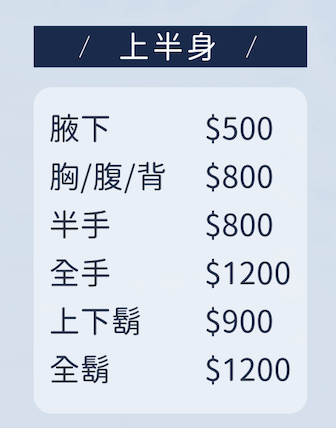 / 上半身 /
腋下 $500
胸/腹/背 $800
半手 $800
全手 $1200
上下鬍 $900
全鬍 $1200